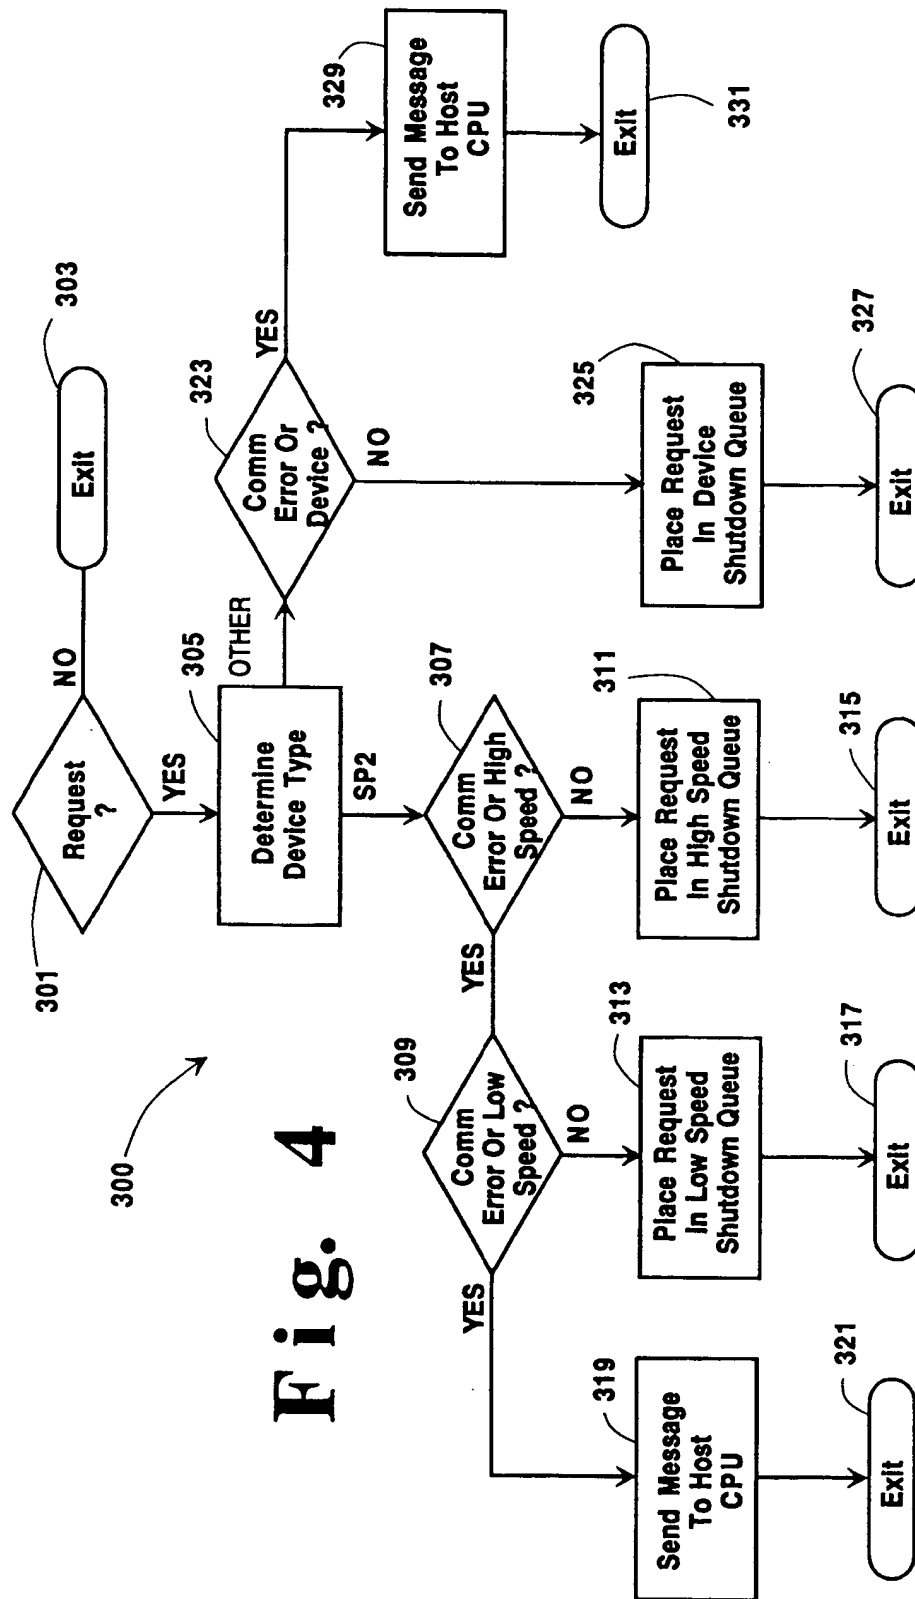 300
301
Request
?
NO
Exit
303
YES
305
Determine
Device Type
OTHER
323
Comm
Error Or
Device ?
YES
329
Send Message
To Host
CPU
Exit
331
NO
325
Place Request
In Device
Shutdown Queue
327
Exit
SP2
307
Comm
Error Or High
Speed ?
NO
311
Place Request
In High Speed
Shutdown Queue
315
Exit
YES
309
Comm
Error Or Low
Speed ?
NO
313
Place Request
In Low Speed
Shutdown Queue
317
Exit
YES
319
Send Message
To Host
CPU
321
Exit
Fig. 4